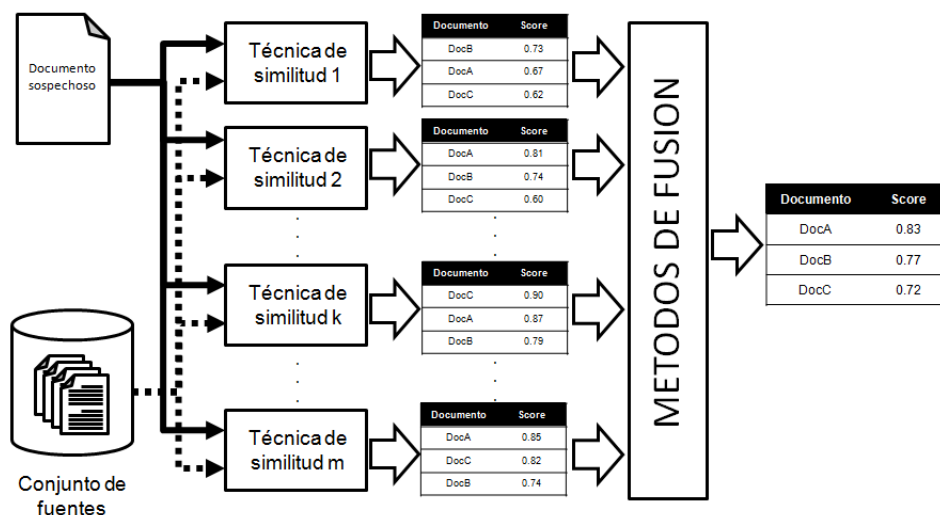 Documento
sospechoso
Técnica de
similitud 1
Documento Score
DocB 0.73
DocA 0.67
DocC 0.62
Técnica de
similitud 2
Documento Score
DocA 0.81
DocB 0.74
DocC 0.60
Técnica de
similitud k
Documento Score
DocC 0.90
DocA 0.87
DocB 0.79
Técnica de
similitud m
Documento Score
DocA 0.85
DocC 0.82
DocB 0.74
Conjunto de
fuentes
METODOS DE FUSION
Documento Score
DocA 0.83
DocB 0.77
DocC 0.72